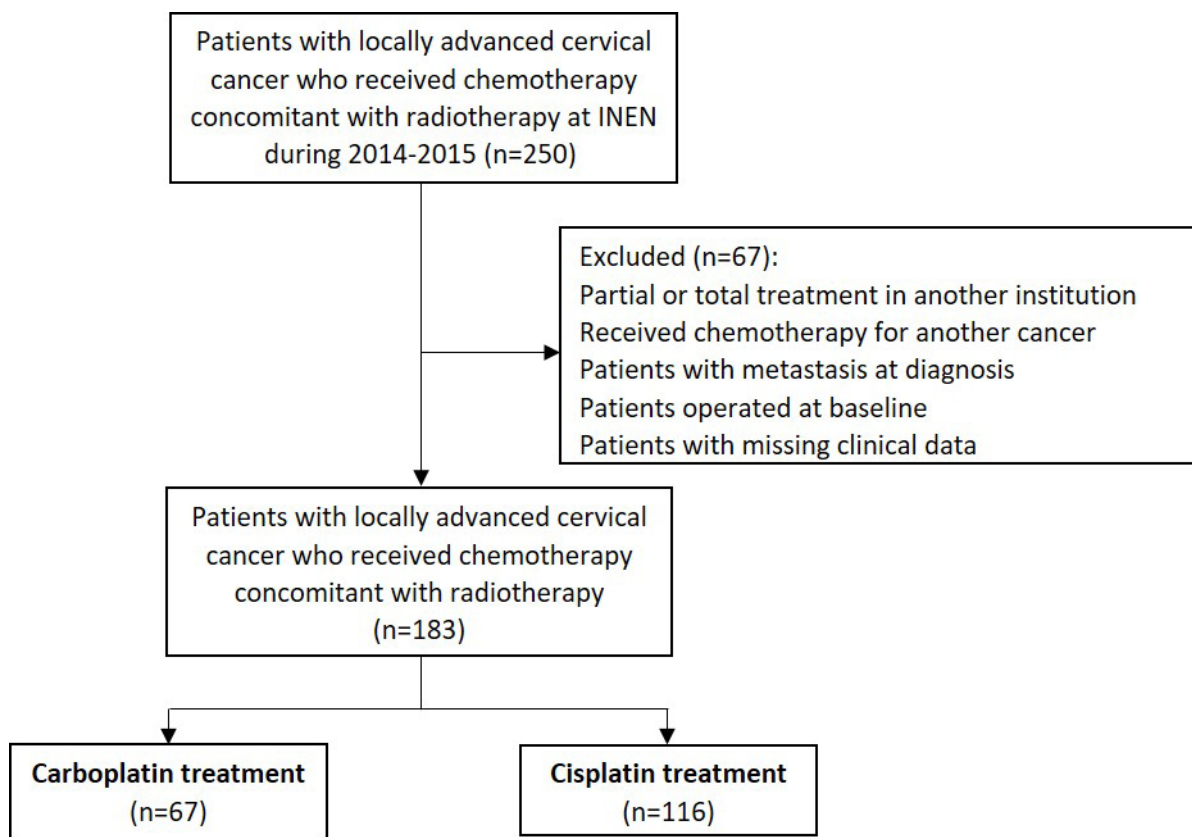 Patients with locally advanced cervical
cancer who received chemotherapy
concomitant with radiotherapy at INEN
during 2014-2015 (n=250)
Excluded (n=67):
Partial or total treatment in another institution
Received chemotherapy for another cancer
Patients with metastasis at diagnosis
Patients operated at baseline
Patients with missing clinical data
Patients with locally advanced cervical
cancer who received chemotherapy
concomitant with radiotherapy
(n=183)
Carboplatin treatment
(n=67)
Cisplatin treatment
(n=116)